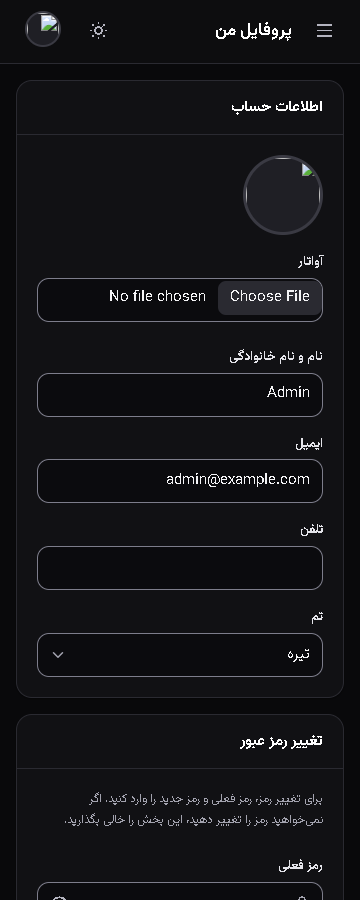 پروفایل من
اطلاعات حساب
آواتار
Choose File No file chosen
نام و نام خانوادگی
Admin
ایمیل
admin@example.com
تلفن
تم
تیره
تغییر رمز عبور
برای تغییر رمز، رمز فعلی و رمز جدید را وارد کنید. اگر
نمی‌خواهید رمز را تغییر دهید، این بخش را خالی بگذارید.
رمز فعلی